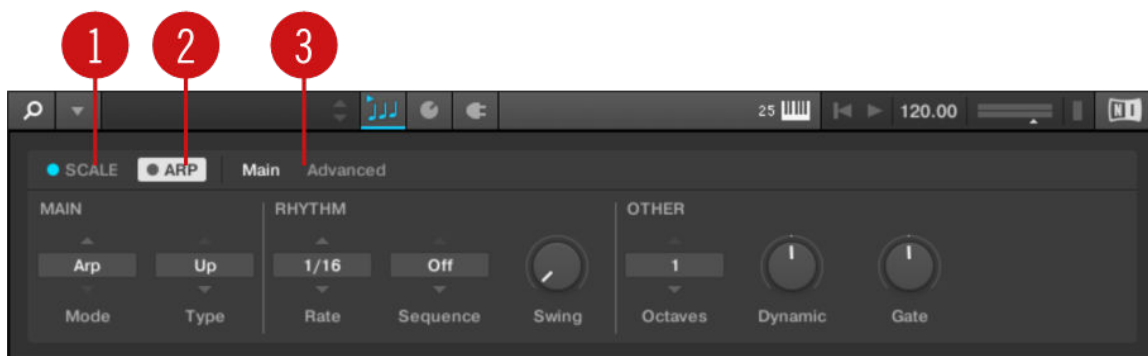 1 2 3
25 120.00 NI
SCALE ARP Main Advanced
MAIN RHYTHM OTHER
Arp Up 1/16 Off 1
Mode Type Rate Sequence Swing Octaves Dynamic Gate